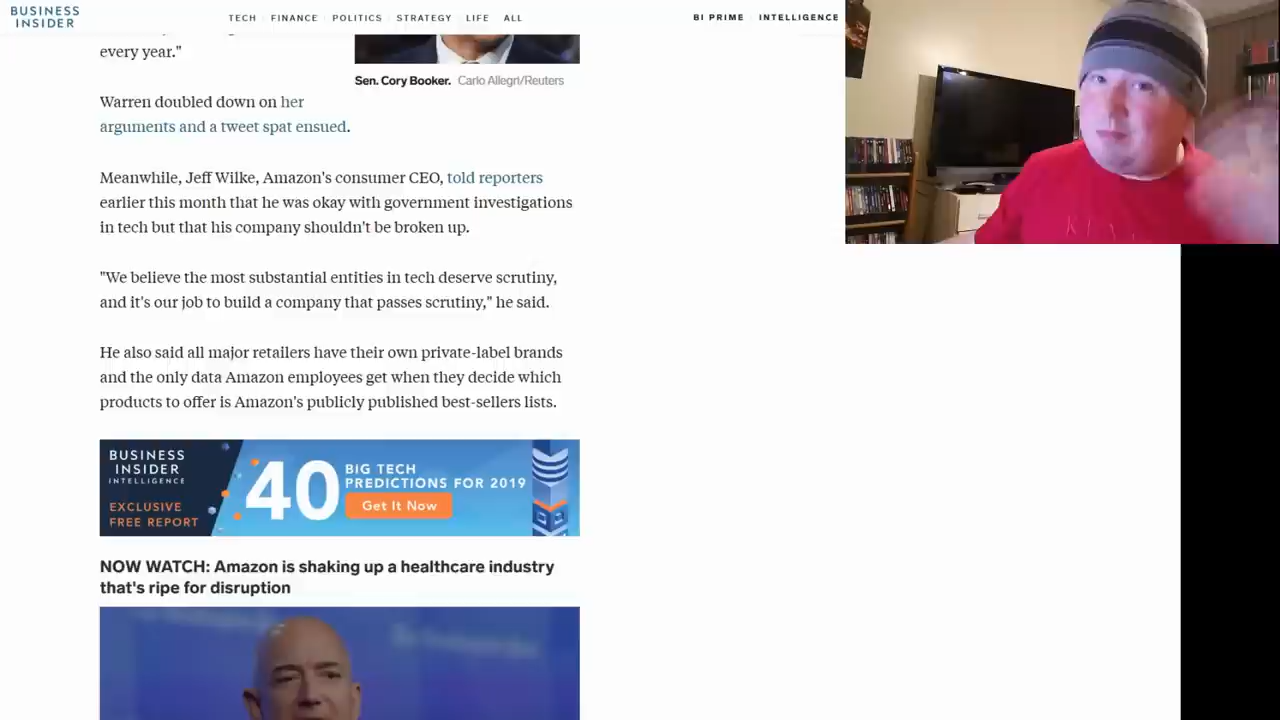 BUSINESS
INSIDER
TECH
FINANCE
POLITICS
STRATEGY
LIFE
ALL
BI PRIME
INTELLIGENCE
every year."
Sen. Cory Booker. Carlo Allegri/Reuters
Warren doubled down on her
arguments and a tweet spat ensued.
Meanwhile, Jeff Wilke, Amazon's consumer CEO, told reporters
earlier this month that he was okay with government investigations
in tech but that his company shouldn't be broken up.
"We believe the most substantial entities in tech deserve scrutiny,
and it's our job to build a company that passes scrutiny," he said.
He also said all major retailers have their own private-label brands
and the only data Amazon employees get when they decide which
products to offer is Amazon's publicly published best-sellers lists.
BUSINESS
INSIDER
INTELLIGENCE
EXCLUSIVE
FREE REPORT
40
BIG TECH
PREDICTIONS FOR 2019
Get It Now
NOW WATCH: Amazon is shaking up a healthcare industry
that's ripe for disruption